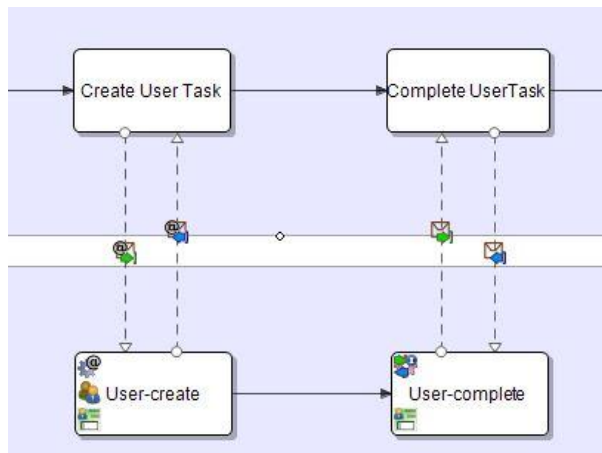 Create User Task
Complete UserTask
User-create
User-complete